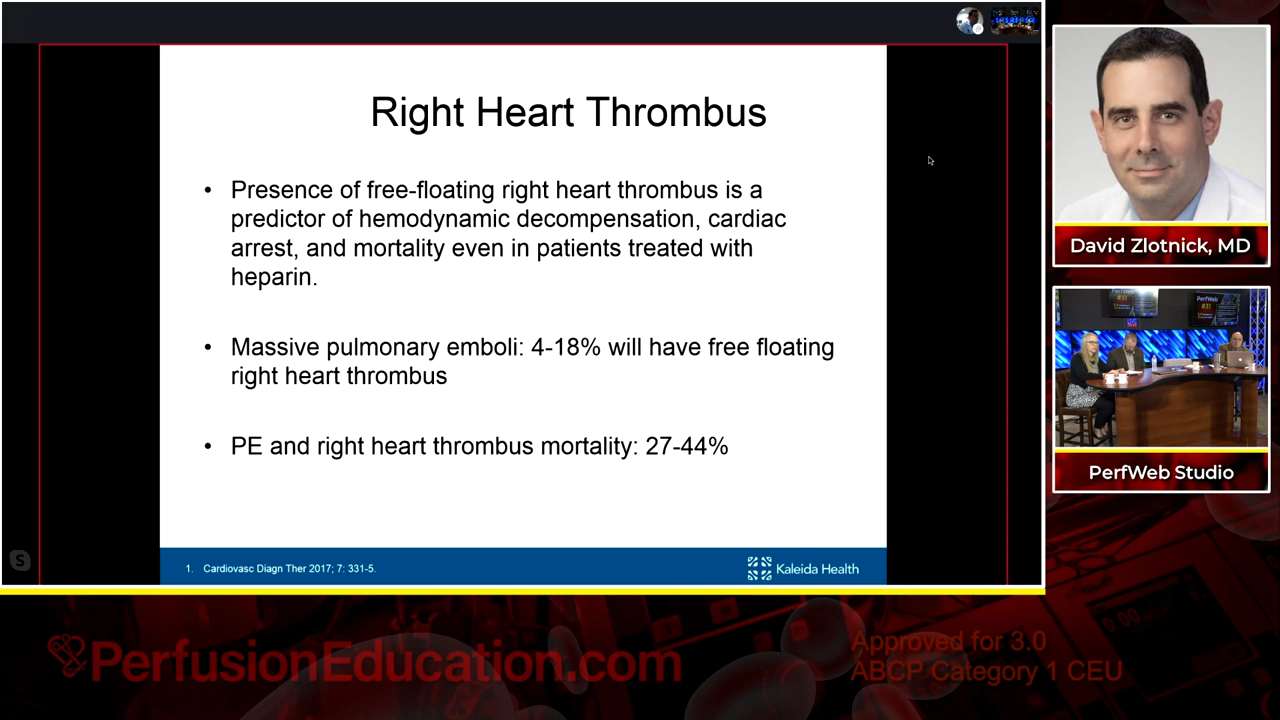 Right Heart Thrombus
• Presence of free-floating right heart thrombus is a
predictor of hemodynamic decompensation, cardiac
arrest, and mortality even in patients treated with
heparin.
• Massive pulmonary emboli: 4-18% will have free floating
right heart thrombus
• PE and right heart thrombus mortality: 27-44%
1. Cardiovasc Diagn Ther 2017; 7: 331-5.
Kaleida Health
S
David Zlotnick, MD
PerfWeb
#31
PerfWeb Studio
PerfusionEducation.com
Approved for 3.0
ABCP Category 1 CEU